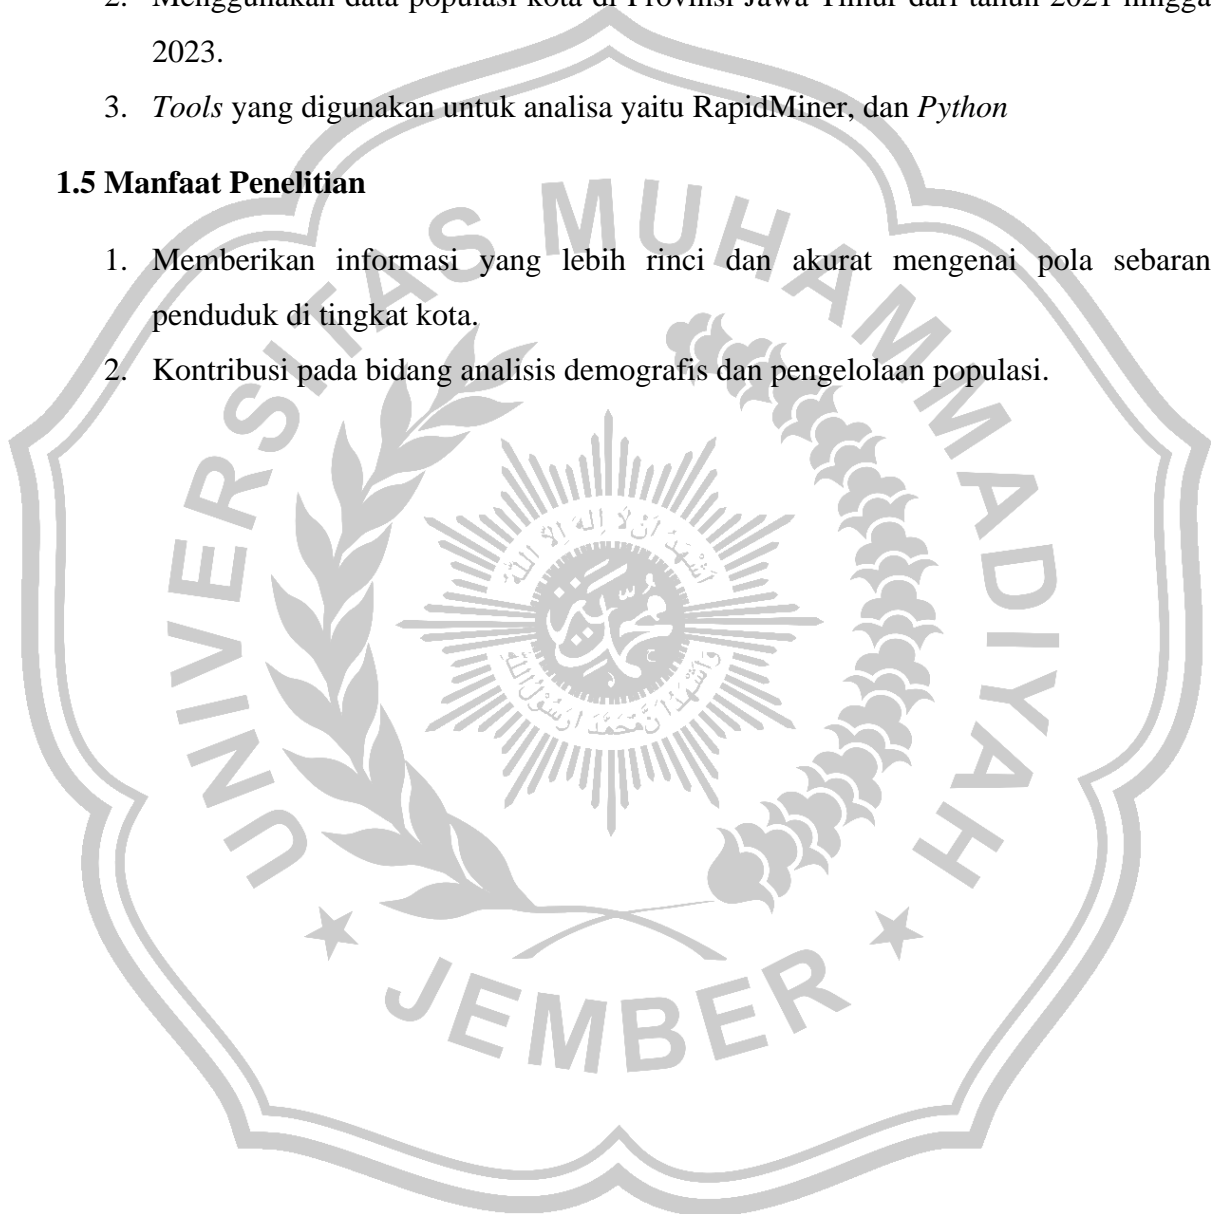 2. Menggunakan data populasi kota di Provinsi Jawa Timur dari tahun 2021 hingga
2023.
3. Tools yang digunakan untuk analisa yaitu RapidMiner, dan Python
1.5 Manfaat Penelitian
1. Memberikan informasi yang lebih rinci dan akurat mengenai pola sebaran
penduduk di tingkat kota.
2. Kontribusi pada bidang analisis demografis dan pengelolaan populasi.
UNIVERSITAS MUHAMMADIYAH
JEMBER